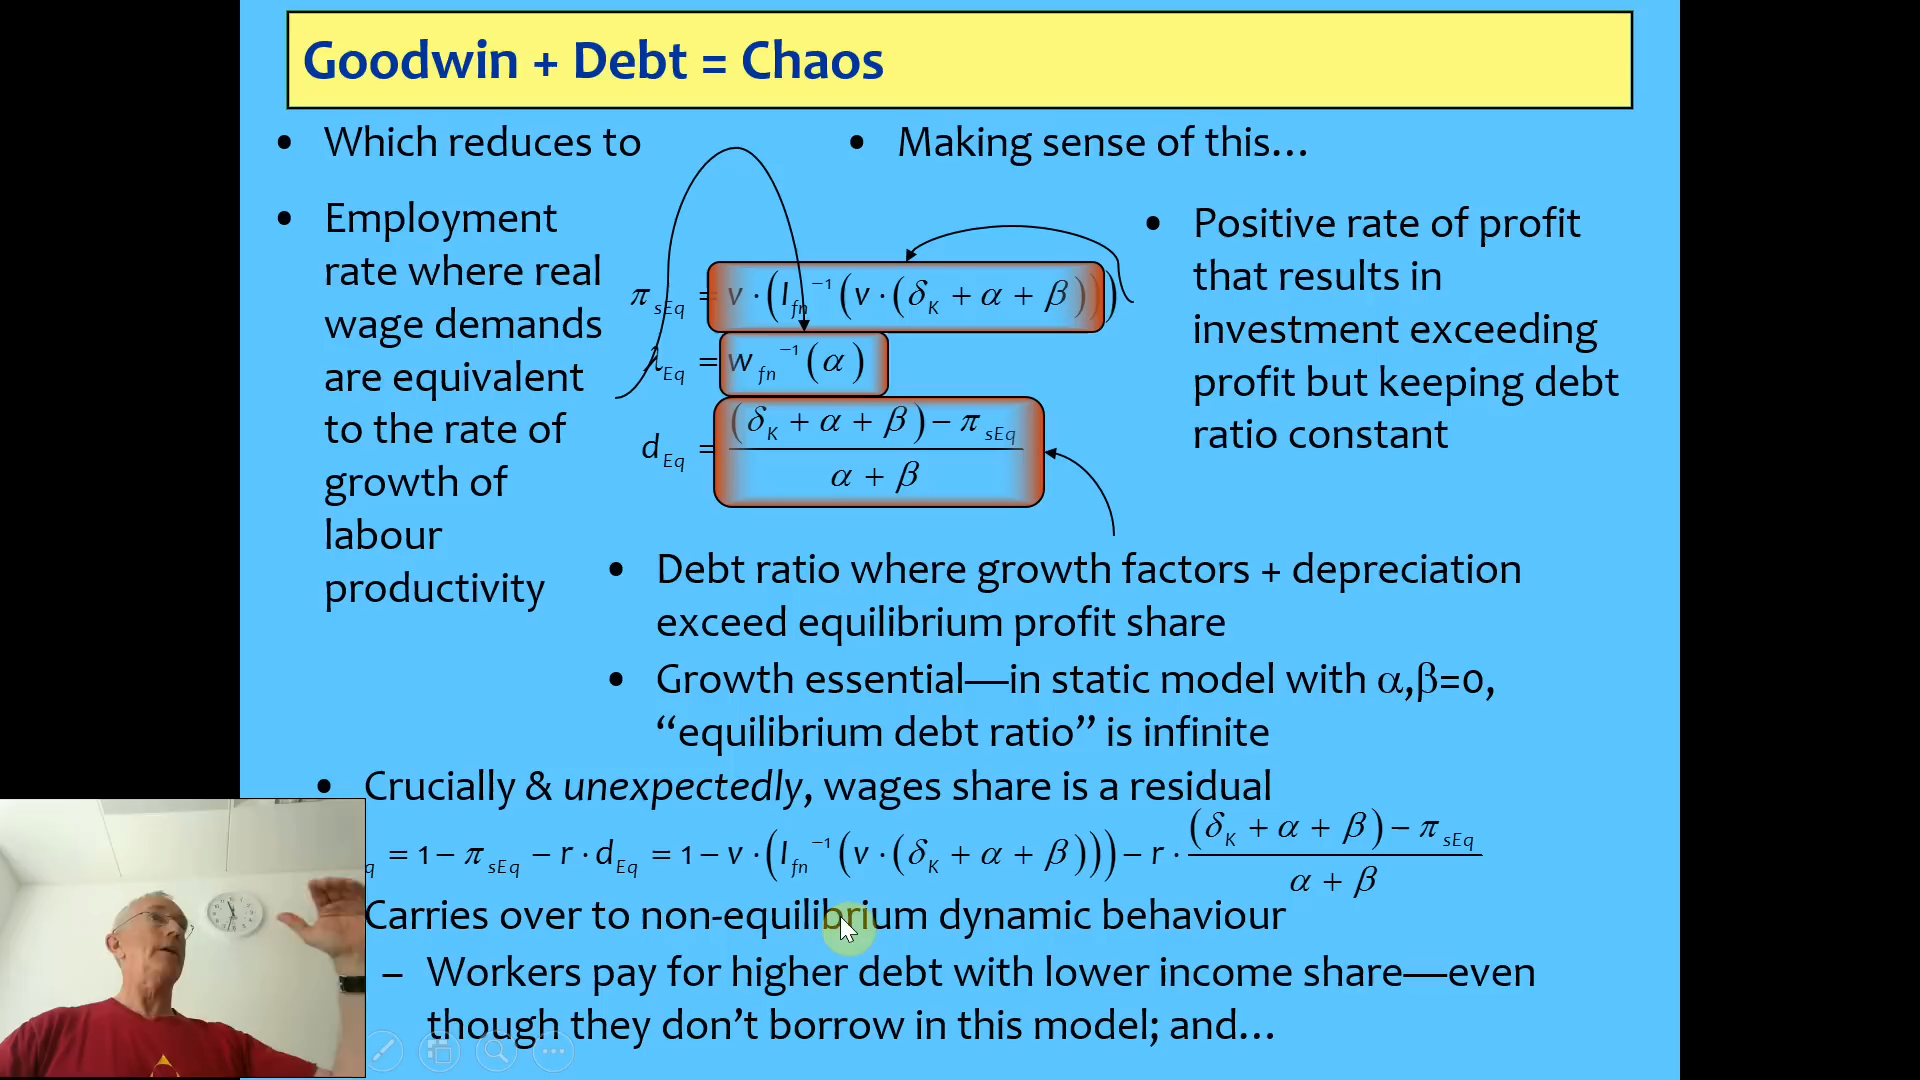 Goodwin + Debt = Chaos
• Which reduces to
• Making sense of this…
• Employment
rate where real
wage demands
are equivalent
to the rate of
growth of
labour
productivity
π_sEq = v · (I_fn⁻¹(v · (δ_K + α + β)))
λ_Eq = w_fn⁻¹(α)
d_Eq = ((δ_K + α + β) − π_sEq) / (α + β)
• Positive rate of profit
that results in
investment exceeding
profit but keeping debt
ratio constant
• Debt ratio where growth factors + depreciation
exceed equilibrium profit share
• Growth essential—in static model with α,β=0,
“equilibrium debt ratio” is infinite
• Crucially & unexpectedly, wages share is a residual
q = 1 − π_sEq − r · d_Eq = 1 − v · (I_fn⁻¹(v · (δ_K + α + β))) − r · ((δ_K + α + β) − π_sEq) / (α + β)
Carries over to non-equilibrium dynamic behaviour
– Workers pay for higher debt with lower income share—even
though they don’t borrow in this model; and…